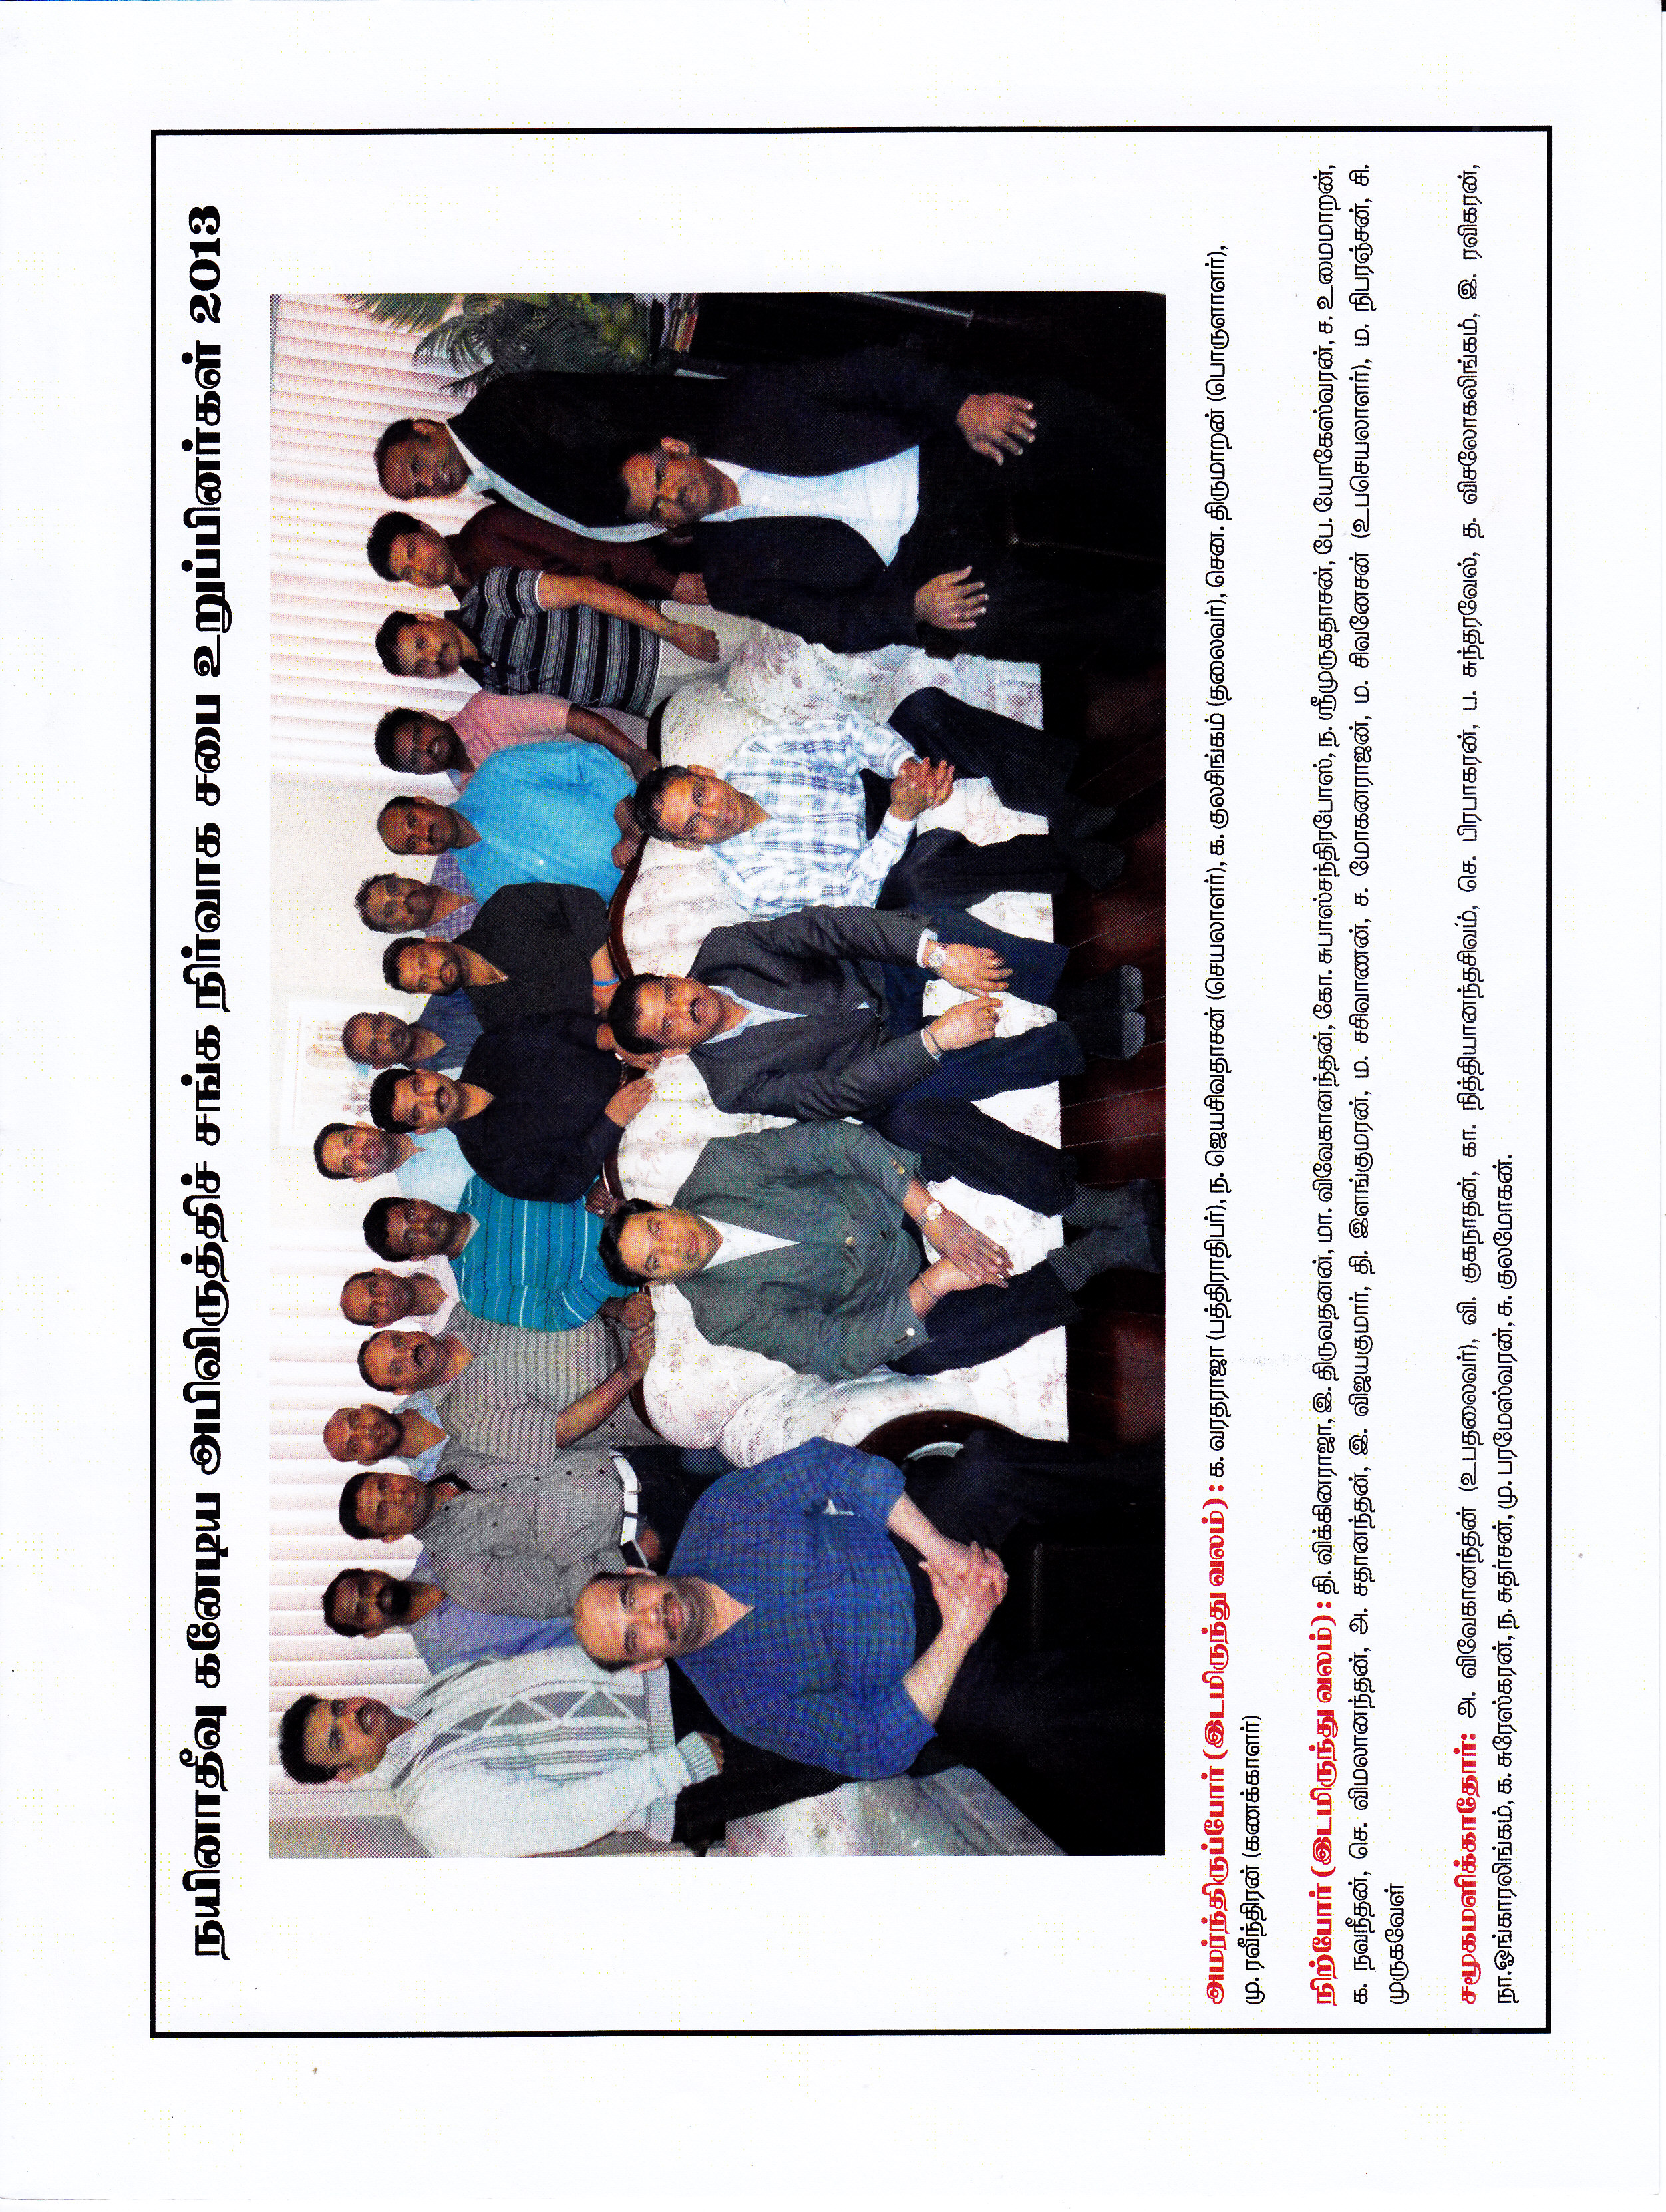 நயினாதீவு கனேடிய அபிவிருத்திச் சங்க நிர்வாக சபை உறுப்பினர்கள் 2013
அமர்ந்திருப்போர் (இடமிருந்து வலம்) : க. வரதராஜா (பத்திராதிபர்), ந. ஜெயசிவதாசன் (செயலாளர்), க. குலசிங்கம் (தலைவர்), சென. திருமாறன் (பொருளாளர்),
மு. ரவீந்திரன் (கணக்காளர்)
நிற்போர் (இடமிருந்து வலம்) : தி. விக்கினராஜா, இ. திருவதனன், மா. விவேகானந்தன், கோ. சுபாஸ்சந்திரபோஸ், ந. ஸ்ரீமுருகதாசன், பே. யோகேஸ்வரன், ச. உமைமாறன்,
க. நவநீதன், செ. விமலானந்தன், அ. சதானந்தன், இ. விஜயகுமார், தி. இளங்குமரன், ம. சசிவாணன், ச. மோகனராஜன், ம. சிவனேசன் (உபசெயலாளர்), ம. நிபரஞ்சன், சி.
முருகவேள்
சமூகமளிக்காதோர்: அ. விவேகானந்தன் (உபதலைவர்), வி. குகநாதன், கா. நித்தியானந்தசிவம், செ. பிரபாகரன், ப. சுந்தரவேல், த. விசலோகலிங்கம், இ. ரவிகரன்,
நா.ஓங்காரலிங்கம், க. சுரேஸ்கரன், ந. சுதர்சன், மு. பரமேஸ்வரன், சு. குலமோகன்.